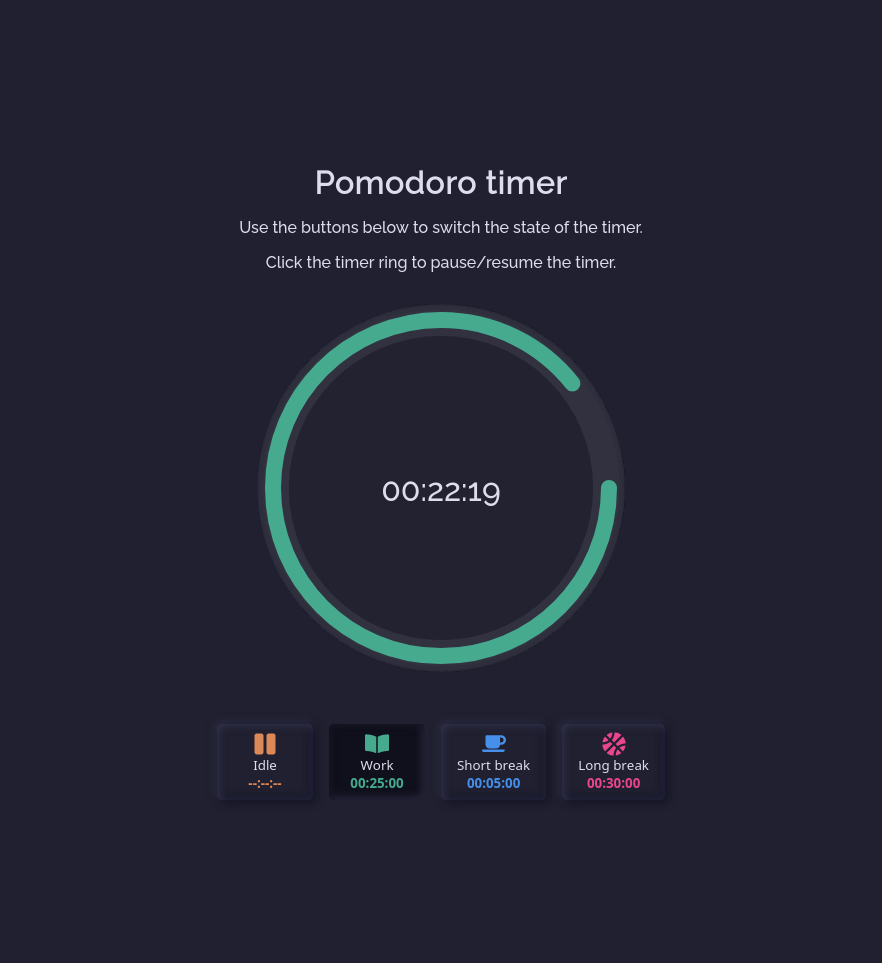 Pomodoro timer
Use the buttons below to switch the state of the timer.
Click the timer ring to pause/resume the timer.
00:22:19
Idle
--:--:--
Work
00:25:00
Short break
00:05:00
Long break
00:30:00